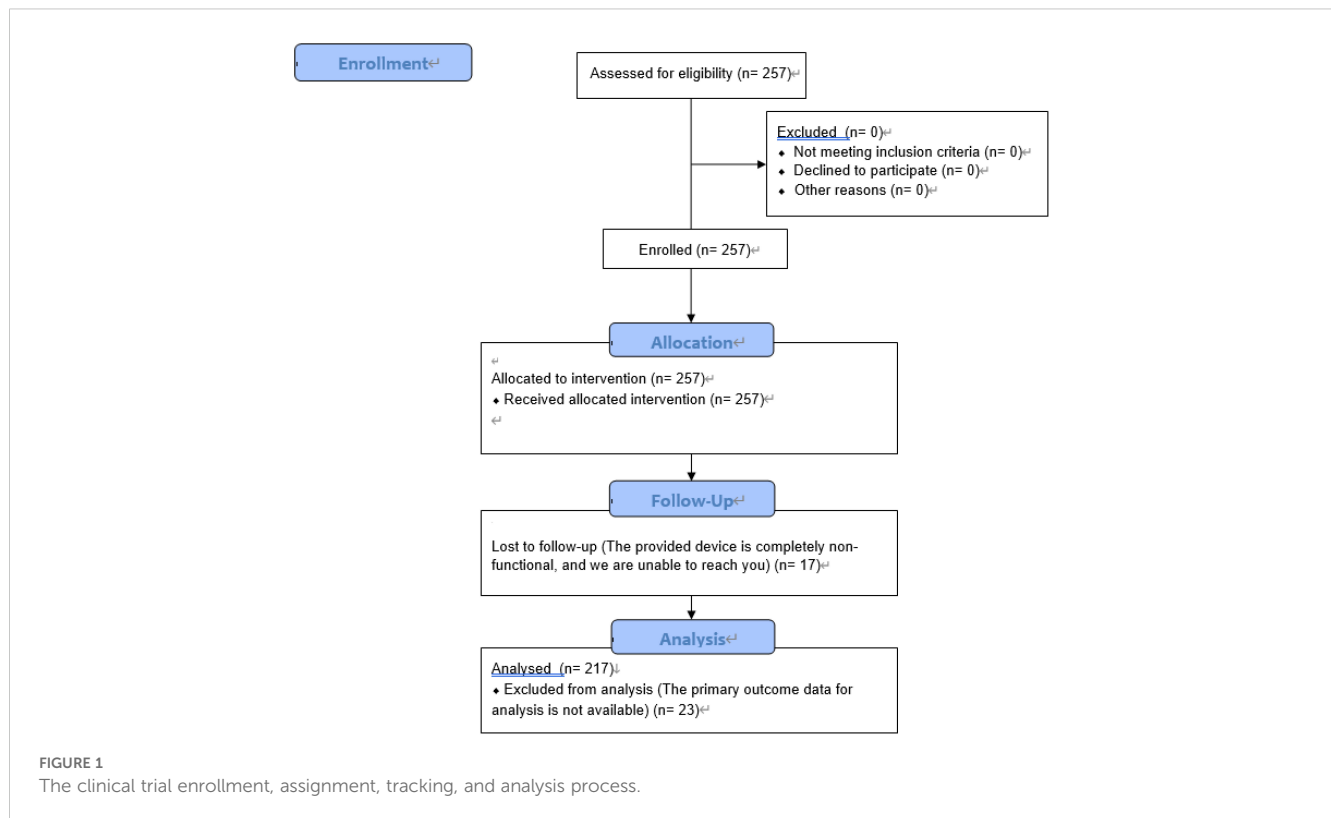 Enrollment↵
Assessed for eligibility (n= 257)↵
Excluded (n= 0)↵
⬥ Not meeting inclusion criteria (n= 0)↵
⬥ Declined to participate (n= 0)↵
⬥ Other reasons (n= 0)↵
Enrolled (n= 257)↵
Allocation↵
↵
Allocated to intervention (n= 257)↵
⬥ Received allocated intervention (n= 257)↵
↵
Follow-Up↵
Lost to follow-up (The provided device is completely non-
functional, and we are unable to reach you) (n= 17)↵
Analysis↵
Analysed (n= 217)↓
⬥ Excluded from analysis (The primary outcome data for
analysis is not available) (n= 23)↵
FIGURE 1
The clinical trial enrollment, assignment, tracking, and analysis process.